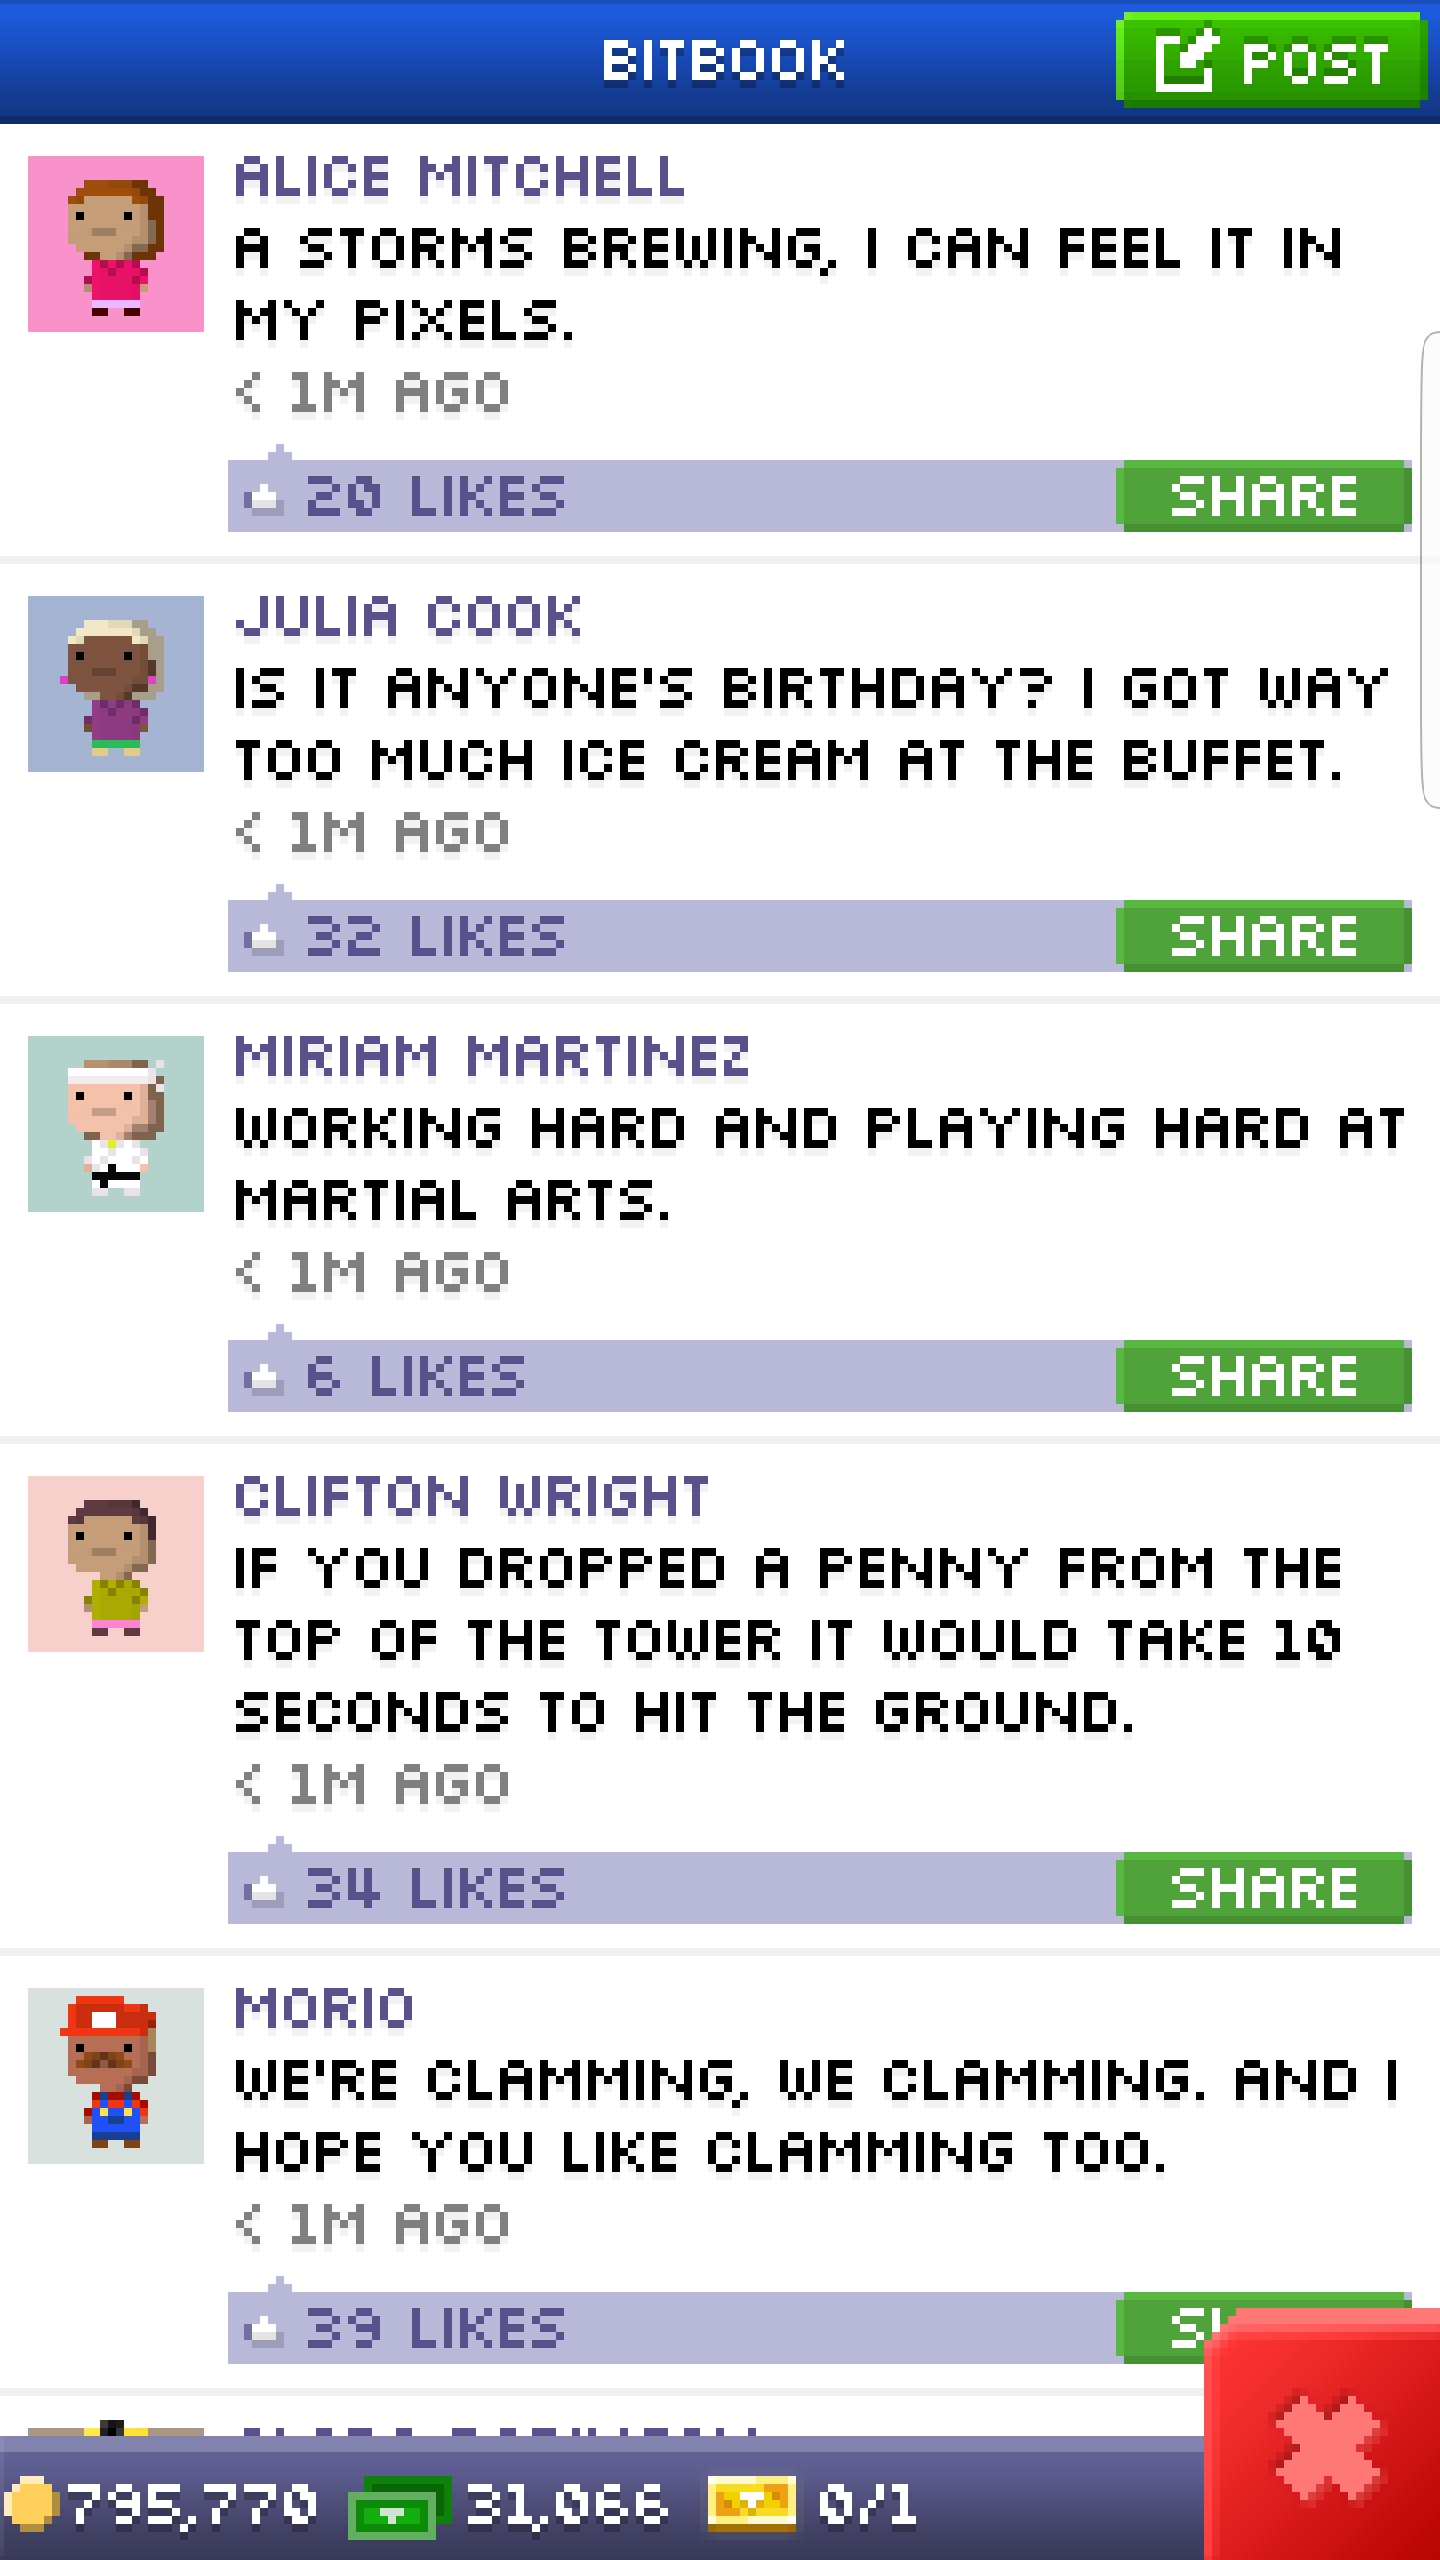 BITBOOK
POST
ALICE MITCHELL
A STORMS BREWING, I CAN FEEL IT IN
MY PIXELS.
< 1M AGO
20 LIKES
SHARE
JULIA COOK
IS IT ANYONE'S BIRTHDAY? I GOT WAY
TOO MUCH ICE CREAM AT THE BUFFET.
< 1M AGO
32 LIKES
SHARE
MIRIAM MARTINEZ
WORKING HARD AND PLAYING HARD AT
MARTIAL ARTS.
< 1M AGO
6 LIKES
SHARE
CLIFTON WRIGHT
IF YOU DROPPED A PENNY FROM THE
TOP OF THE TOWER IT WOULD TAKE 10
SECONDS TO HIT THE GROUND.
< 1M AGO
34 LIKES
SHARE
MORIO
WE'RE CLAMMING, WE CLAMMING. AND I
HOPE YOU LIKE CLAMMING TOO.
< 1M AGO
39 LIKES
795,770
31,066
0/1